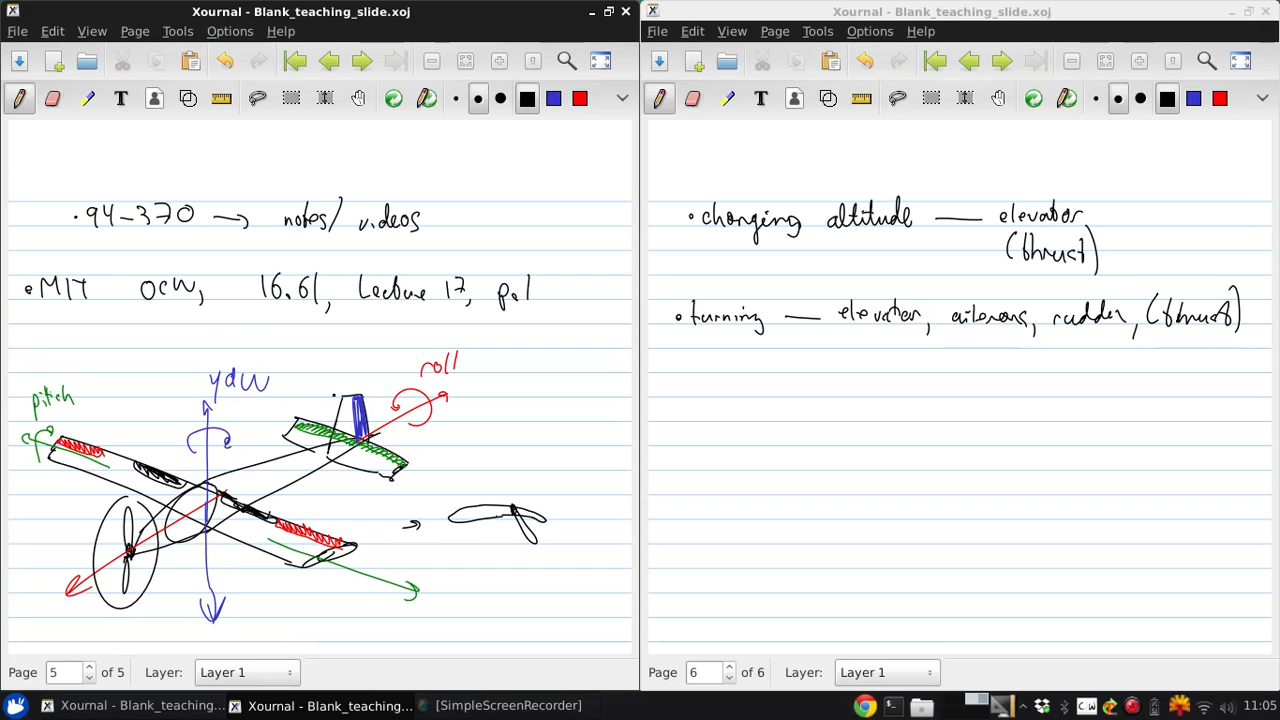 Xournal - Blank_teaching_slide.xoj
File Edit View Page Tools Options Help
• 94-370 → notes/ videos
• MIT OCW, 16.61, Lecture 17, p.1
yaw
roll
pitch
Page 5 of 5 Layer: Layer 1
Xournal - Blank_teaching_slide.xoj
File Edit View Page Tools Options Help
• changing altitude — elevator
(thrust)
• turning — elevator, ailerons, rudder, (thrust)
Page 6 of 6 Layer: Layer 1
Xournal - Blank_teaching_... Xournal - Blank_teaching_... [SimpleScreenRecorder] 11:05